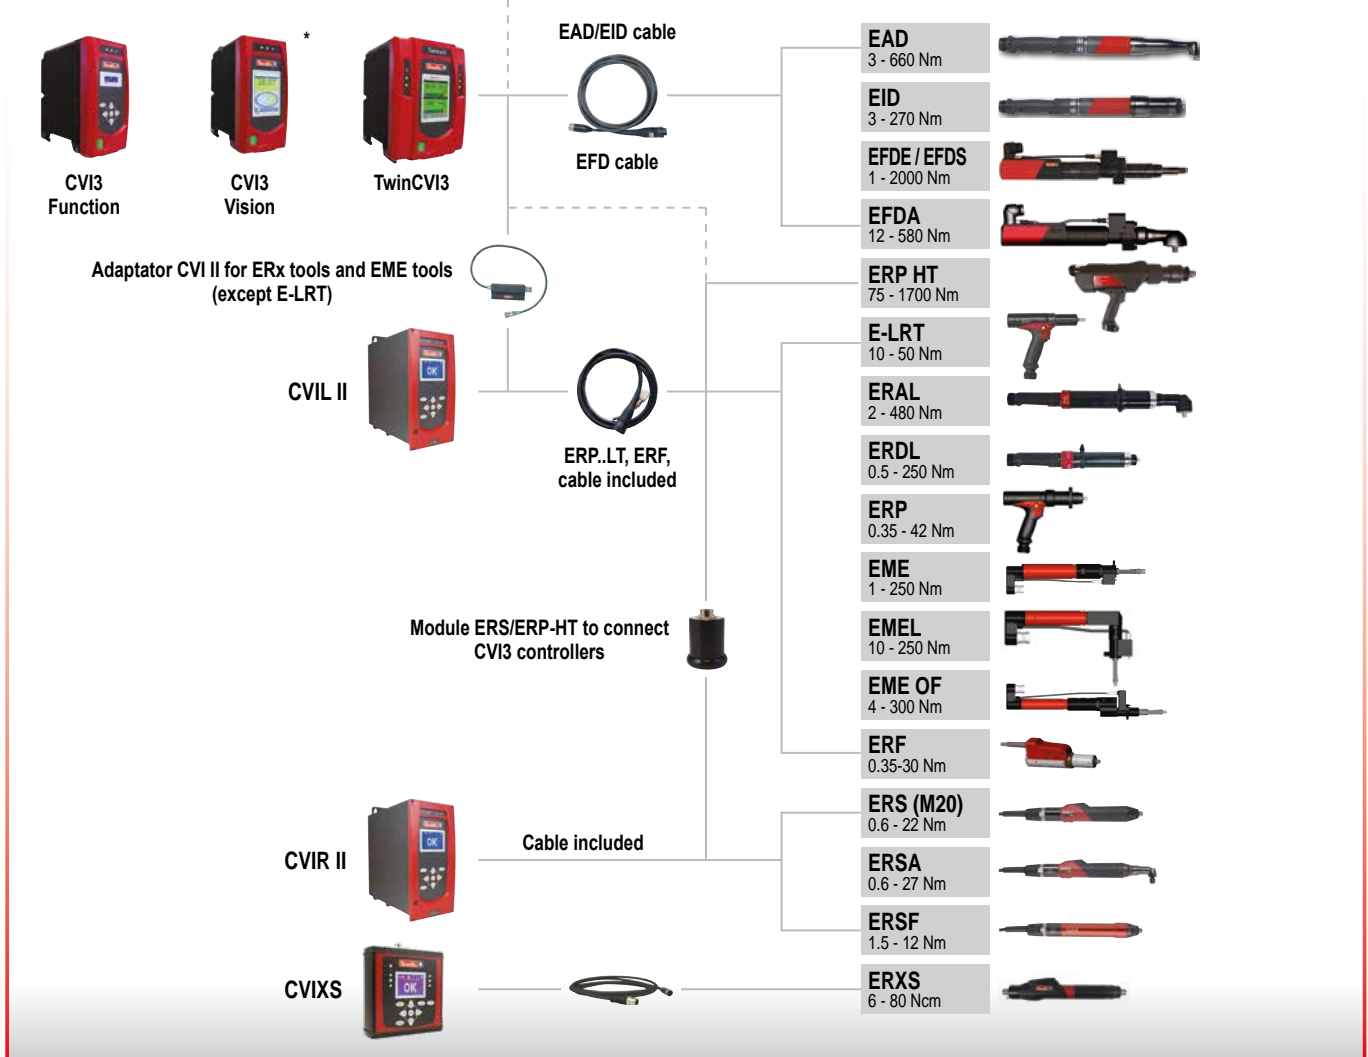 *
EAD/EID cable
EFD cable
CVI3
Function
CVI3
Vision
TwinCVI3
Adaptator CVI II for ERx tools and EME tools
(except E-LRT)
CVIL II
OK
ERP..LT, ERF,
cable included
Module ERS/ERP-HT to connect
CVI3 controllers
CVIR II
OK
Cable included
CVIXS
OK
EAD
3 - 660 Nm
EID
3 - 270 Nm
EFDE / EFDS
1 - 2000 Nm
EFDA
12 - 580 Nm
ERP HT
75 - 1700 Nm
E-LRT
10 - 50 Nm
ERAL
2 - 480 Nm
ERDL
0.5 - 250 Nm
ERP
0.35 - 42 Nm
EME
1 - 250 Nm
EMEL
10 - 250 Nm
EME OF
4 - 300 Nm
ERF
0.35-30 Nm
ERS (M20)
0.6 - 22 Nm
ERSA
0.6 - 27 Nm
ERSF
1.5 - 12 Nm
ERXS
6 - 80 Ncm